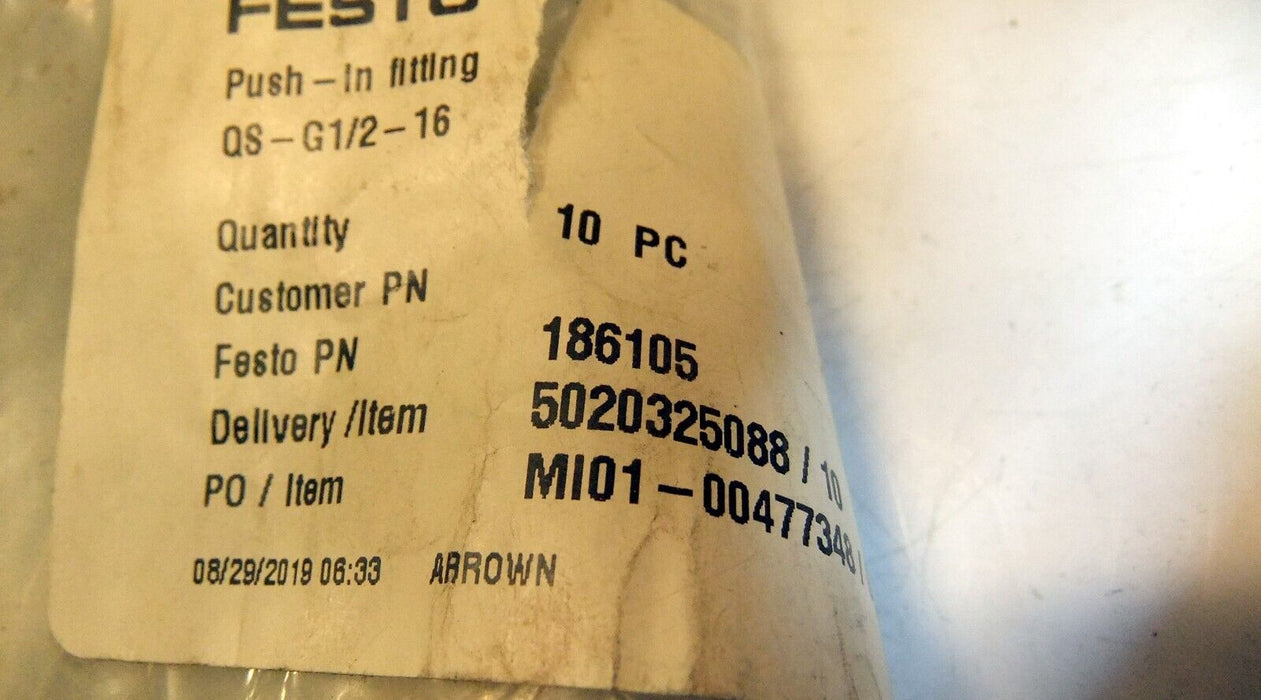 FESTO
Push-in fitting
QS-G1/2-16
Quantity 10 PC
Customer PN
Festo PN 186105
Delivery/Item 5020325088 / 10
PO / Item MI01-00477348 /
08/29/2019 06:33 ARROWN